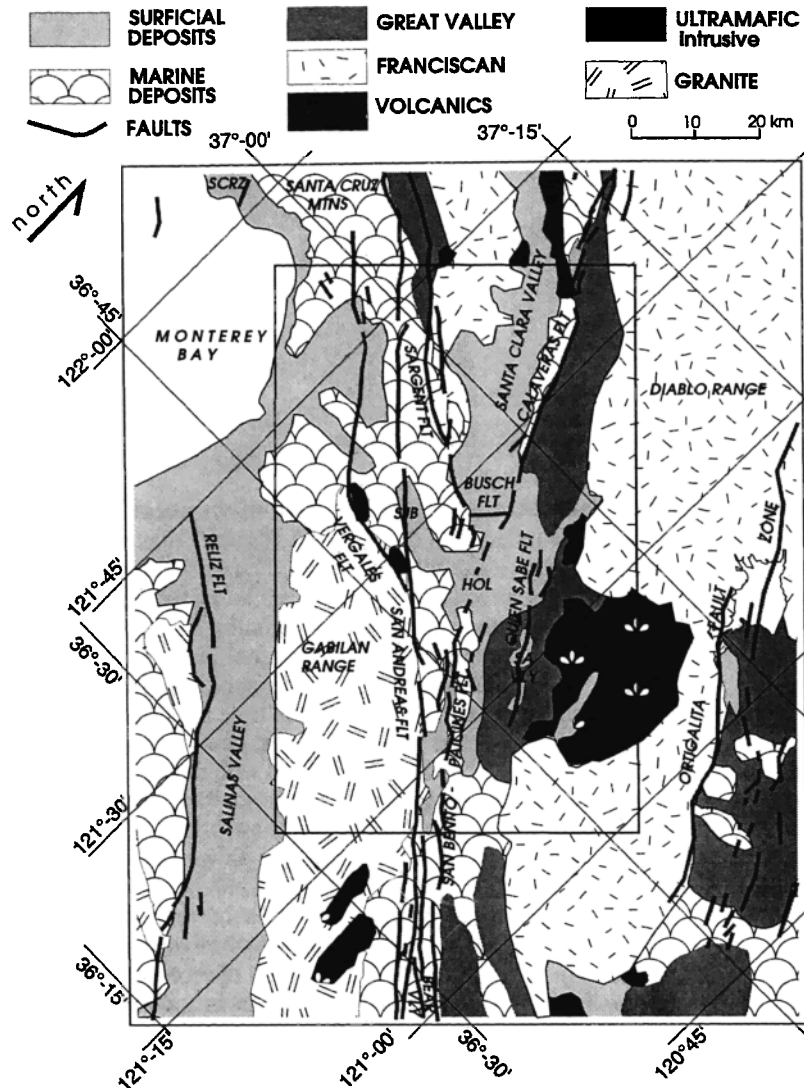 SURFICIAL
DEPOSITS
MARINE
DEPOSITS
FAULTS
GREAT VALLEY
FRANCISCAN
VOLCANICS
ULTRAMAFIC
Intrusive
GRANITE
0 10 20 km
north
37°-00'
37°-15'
SCRZ
SANTA CRUZ
MTNS
36°-45'
122°-00'
MONTEREY
BAY
SANTA CLARA VALLEY
CALAVERAS FLT
SARGENT FLT
DIABLO RANGE
BUSCH
FLT
SJB
VERGALES
FLT
HOL
QUIEN SABE FLT
ZONE
FAULT
ORTIGALITA -
RELIZ FLT
121°-45'
36°-30'
GABILAN
RANGE
SAN ANDREAS FLT
PAICINES FLT
SAN BENITO -
SALINAS VALLEY
121°-30'
36°-15'
BEAR
VLY
121°-15'
121°-00'
36°-30'
120°45'